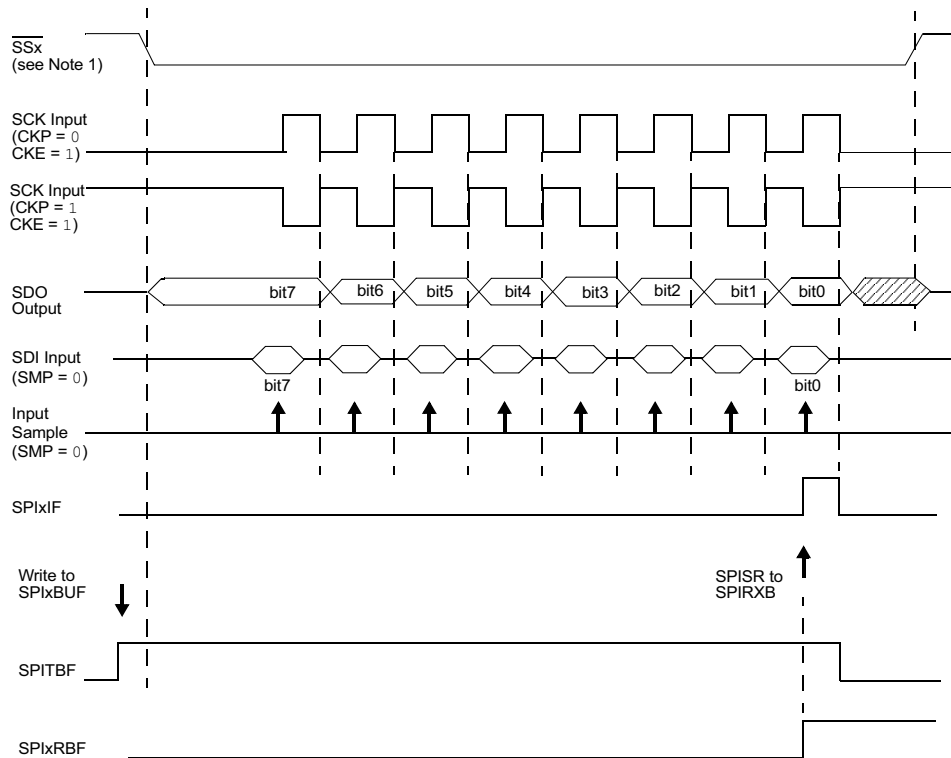 SSx
(see Note 1)
SCK Input
(CKP = 0
CKE = 1)
SCK Input
(CKP = 1
CKE = 1)
SDO
Output
bit7 bit6 bit5 bit4 bit3 bit2 bit1 bit0
SDI Input
(SMP = 0)
bit7 bit0
Input
Sample
(SMP = 0)
SPIxIF
Write to
SPIxBUF
SPISR to
SPIRXB
SPITBF
SPIxRBF